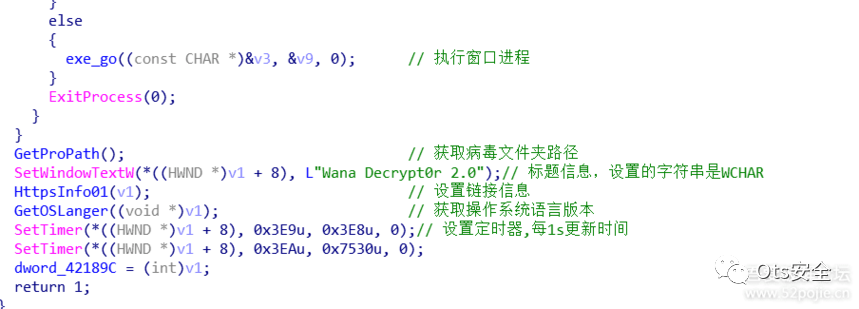 }
else
{
exe_go((const CHAR *)&v3, &v9, 0); // 执行窗口进程
}
ExitProcess(0);
}
}
GetProPath(); // 获取病毒文件夹路径
SetWindowTextW(*((HWND *)v1 + 8), L"Wana Decrypt0r 2.0");// 标题信息，设置的字符串是WCHAR
HttpsInfo01(v1); // 设置链接信息
GetOSLanger((void *)v1); // 获取操作系统语言版本
SetTimer(*((HWND *)v1 + 8), 0x3E9u, 0x3E8u, 0);// 设置定时器,每1s更新时间
SetTimer(*((HWND *)v1 + 8), 0x3EAu, 0x7530u, 0);
dword_42189C = (int)v1;
return 1;
}
Ots安全
www.52pojie.cn